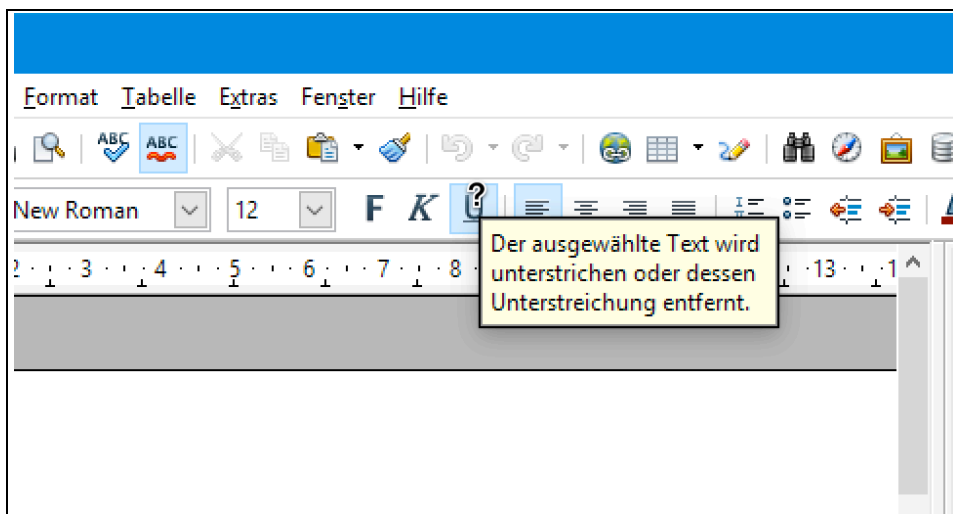 Format Tabelle Extras Fenster Hilfe
ABC ABC
New Roman 12 F K U
2 3 4 5 6 7 8 13 1
Der ausgewählte Text wird
unterstrichen oder dessen
Unterstreichung entfernt.